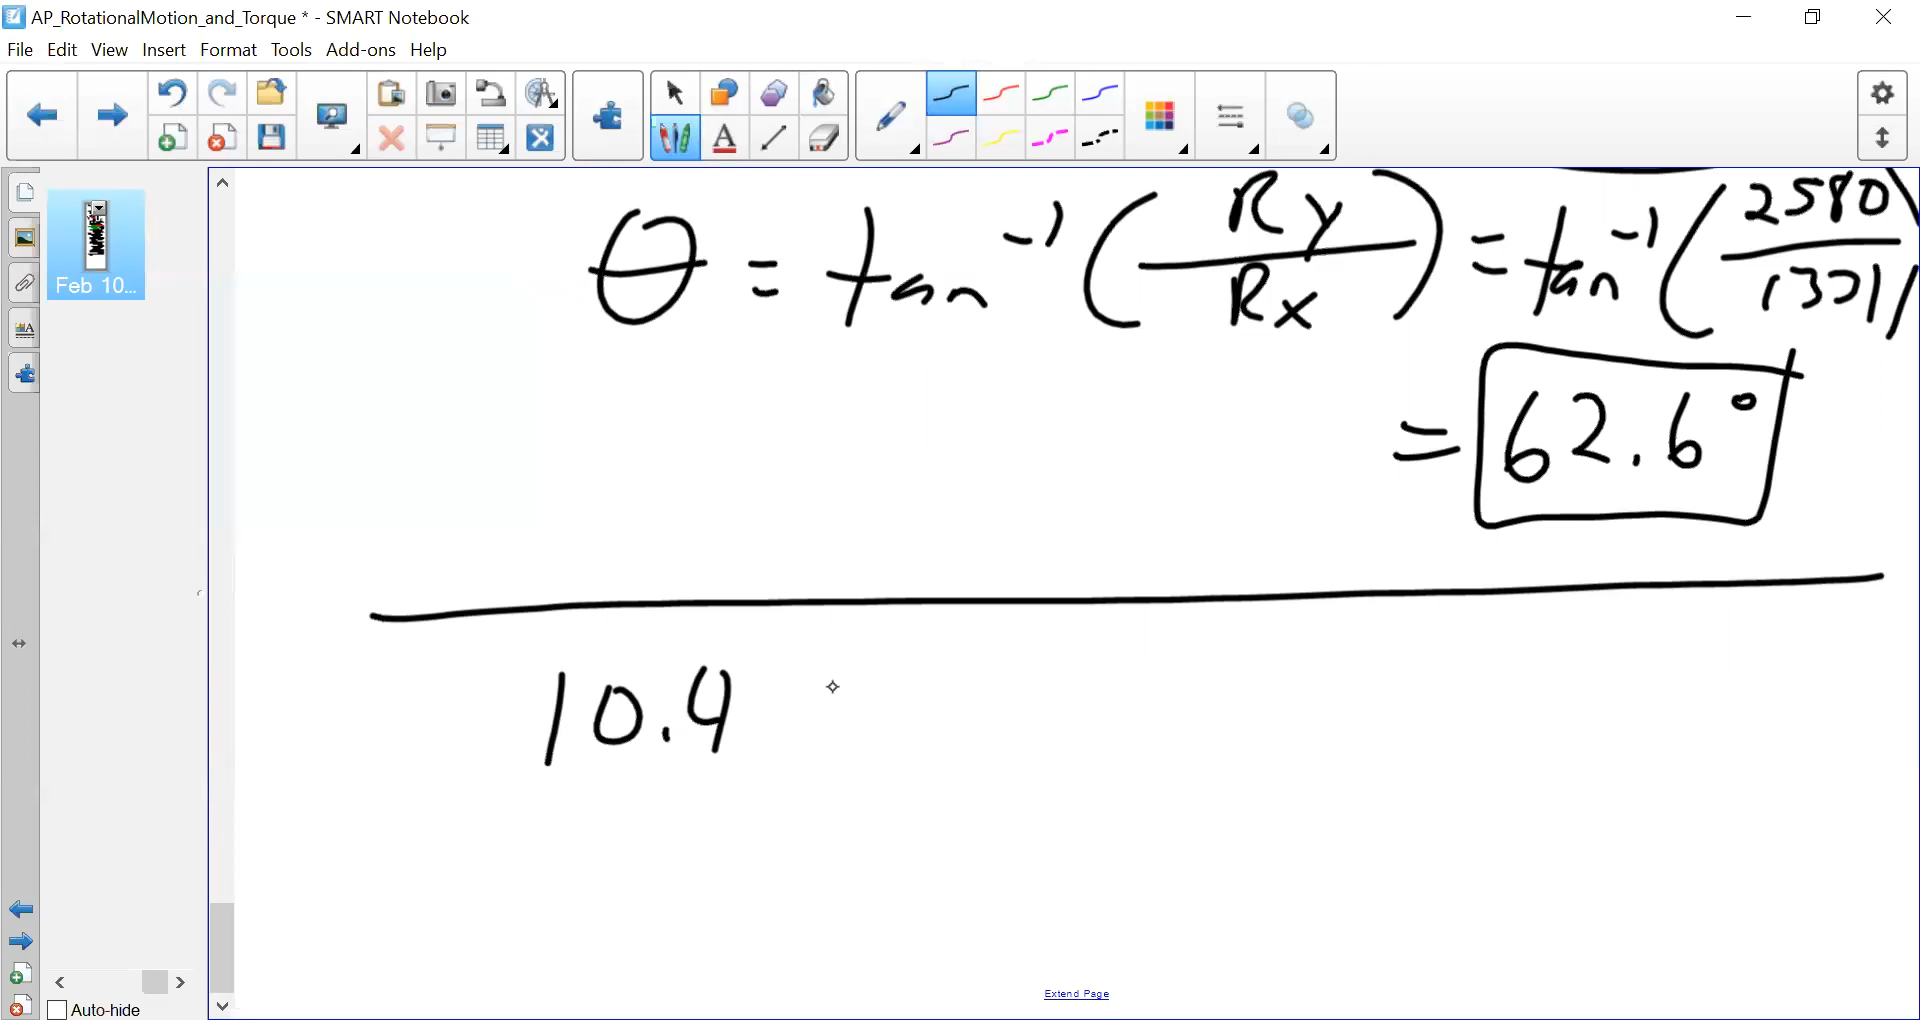 AP_RotationalMotion_and_Torque * - SMART Notebook
File Edit View Insert Format Tools Add-ons Help
Feb 10...
θ = tan⁻¹ (Ry/Rx) = tan⁻¹ (2580/1331)
= 62.6°
10.4
Extend Page
Auto-hide